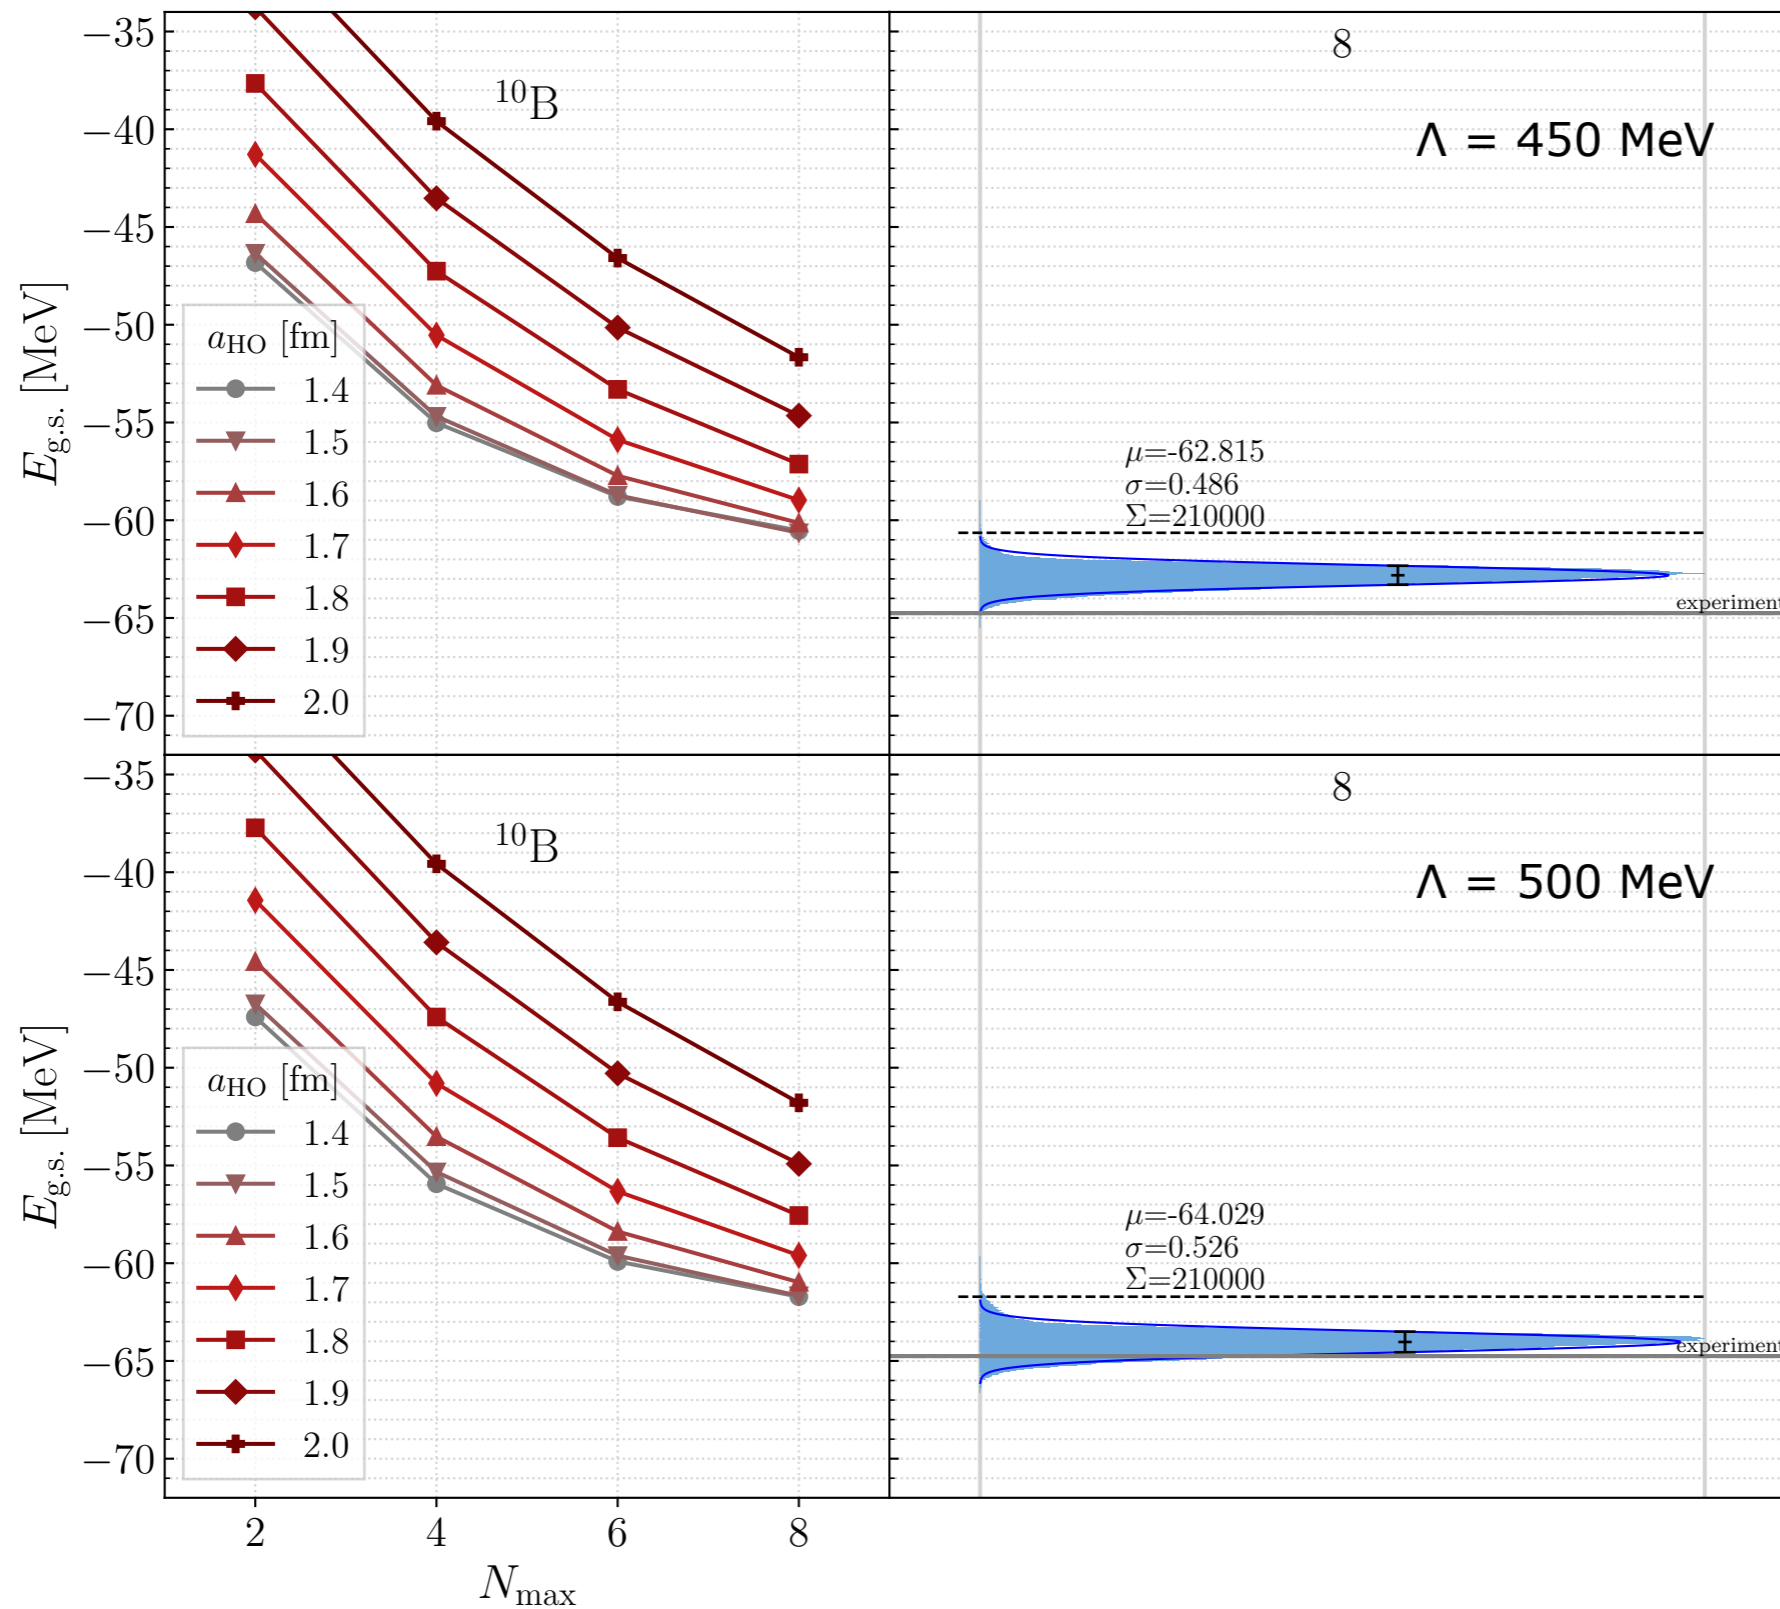 −35
−40
−45
−50
−55
−60
−65
−70
E_g.s. [MeV]
¹⁰B
a_HO [fm]
1.4
1.5
1.6
1.7
1.8
1.9
2.0
8
Λ = 450 MeV
μ=-62.815
σ=0.486
Σ=210000
experiment
−35
−40
−45
−50
−55
−60
−65
−70
E_g.s. [MeV]
¹⁰B
a_HO [fm]
1.4
1.5
1.6
1.7
1.8
1.9
2.0
8
Λ = 500 MeV
μ=-64.029
σ=0.526
Σ=210000
experiment
2 4 6 8
N_max